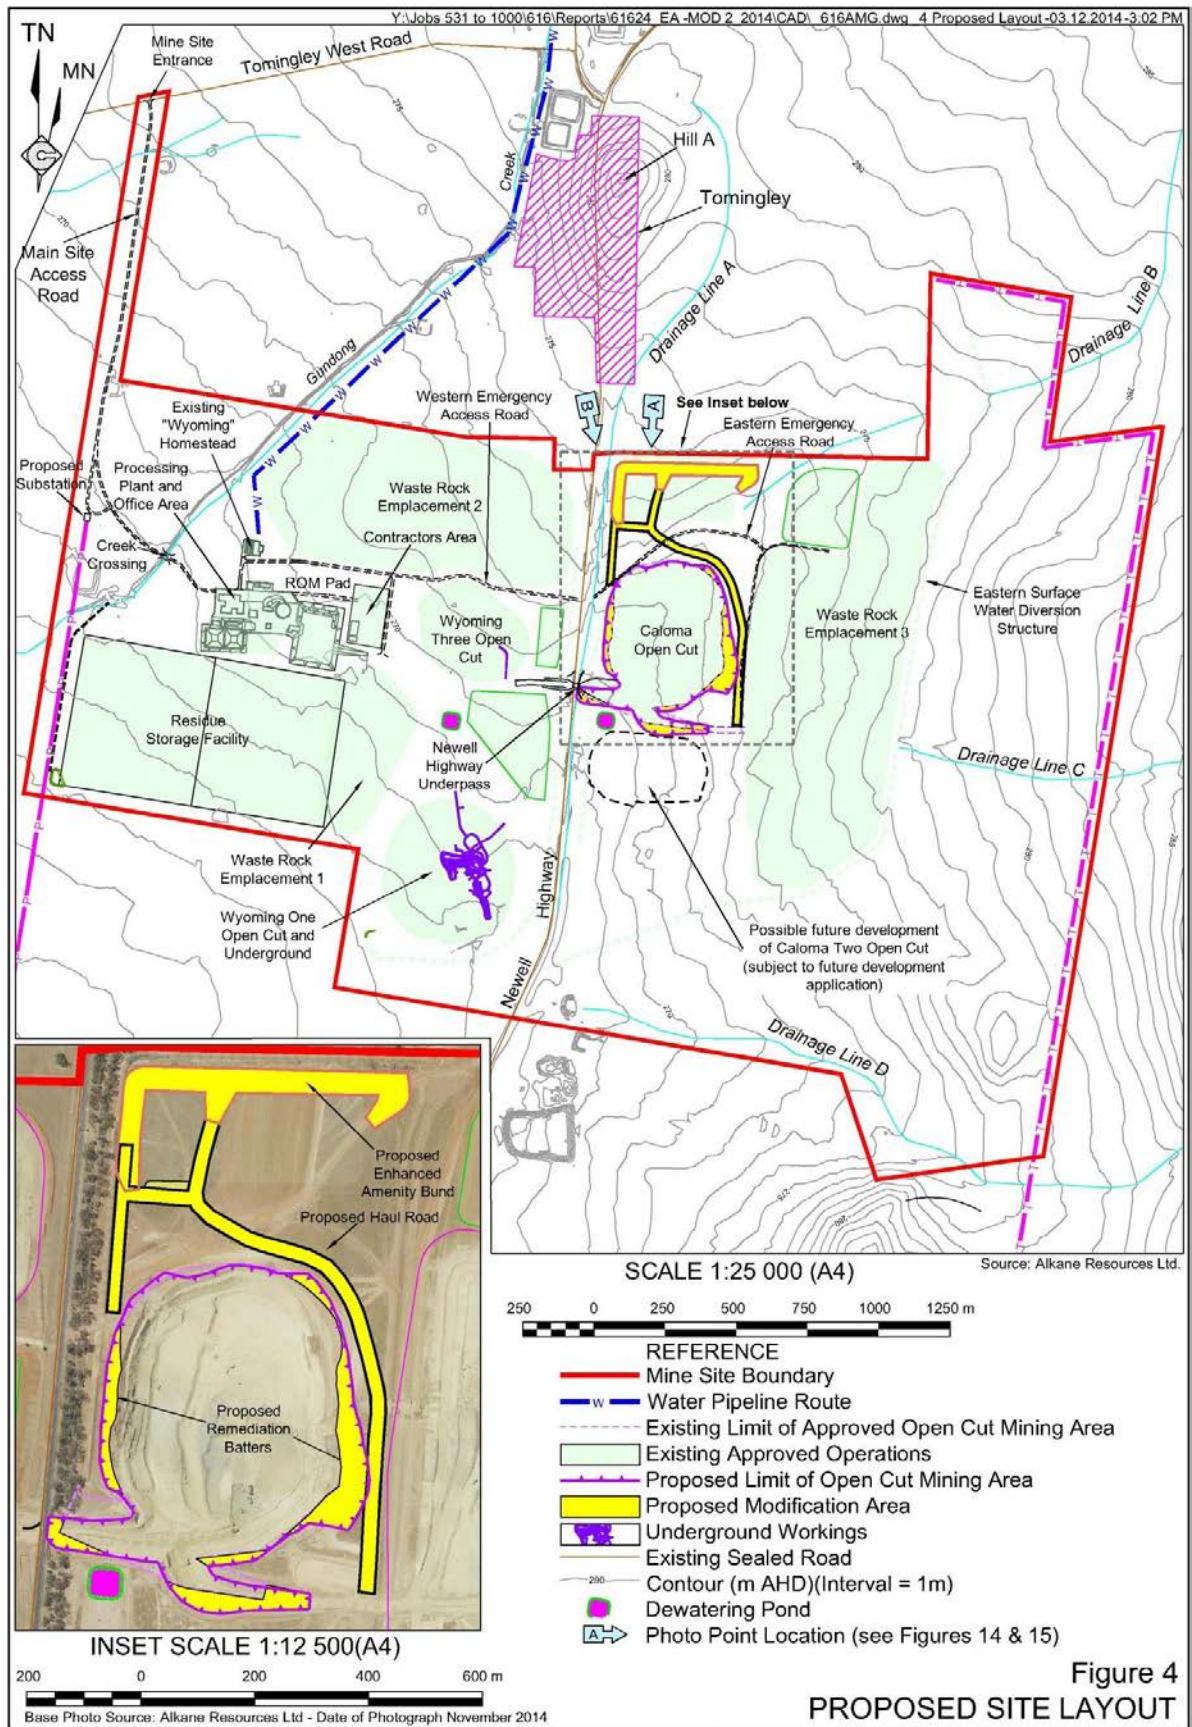 Y:\Jobs 531 to 1000\616\Reports\61624_EA -MOD 2_2014\CAD\_616AMG.dwg_4 Proposed Layout -03.12.2014-3:02 PM
TN
MN
Mine Site
Entrance
Tomingley West Road
Creek
Hill A
Tomingley
Main Site
Access
Road
Gundong
Drainage Line A
Drainage Line B
Western Emergency
Access Road
B
A
See Inset below
Eastern Emergency
Access Road
Existing
"Wyoming"
Homestead
Proposed
Substation
Processing
Plant and
Office Area
Waste Rock
Emplacement 2
Contractors Area
Creek
Crossing
ROM Pad
Wyoming
Three Open
Cut
Caloma
Open Cut
Waste Rock
Emplacement 3
Eastern Surface
Water Diversion
Structure
Residue
Storage Facility
Newell
Highway
Underpass
Drainage Line C
Waste Rock
Emplacement 1
Wyoming One
Open Cut and
Underground
Newell Highway
Possible future development
of Caloma Two Open Cut
(subject to future development
application)
Drainage Line D
Proposed
Enhanced
Amenity Bund
Proposed Haul Road
Proposed
Remediation
Batters
INSET SCALE 1:12 500(A4)
200 0 200 400 600 m
Base Photo Source: Alkane Resources Ltd - Date of Photograph November 2014
SCALE 1:25 000 (A4)
Source: Alkane Resources Ltd.
250 0 250 500 750 1000 1250 m
REFERENCE
Mine Site Boundary
W Water Pipeline Route
Existing Limit of Approved Open Cut Mining Area
Existing Approved Operations
Proposed Limit of Open Cut Mining Area
Proposed Modification Area
Underground Workings
Existing Sealed Road
280 Contour (m AHD)(Interval = 1m)
Dewatering Pond
A Photo Point Location (see Figures 14 & 15)
Figure 4
PROPOSED SITE LAYOUT